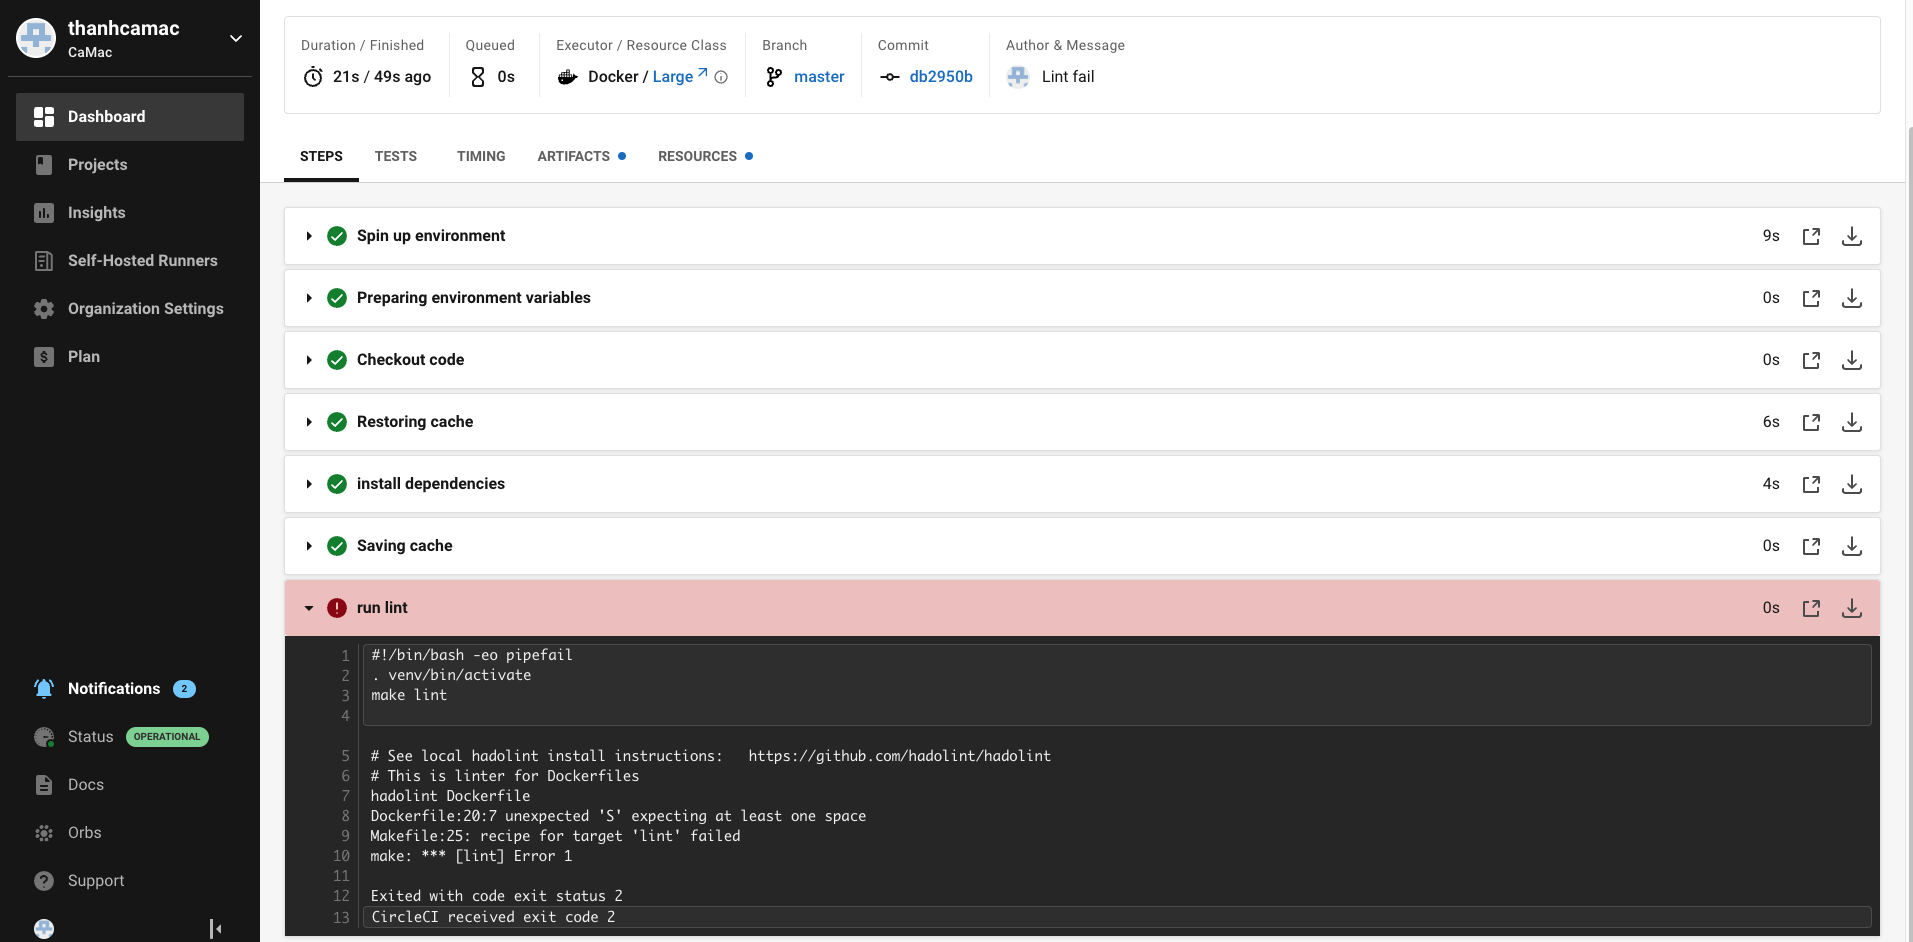 thanhcamac
CaMac
Dashboard
Projects
Insights
Self-Hosted Runners
Organization Settings
Plan
Notifications 2
Status OPERATIONAL
Docs
Orbs
Support
Duration / Finished
21s / 49s ago
Queued
0s
Executor / Resource Class
Docker / Large
Branch
master
Commit
db2950b
Author & Message
Lint fail
STEPS TESTS TIMING ARTIFACTS RESOURCES
Spin up environment 9s
Preparing environment variables 0s
Checkout code 0s
Restoring cache 6s
install dependencies 4s
Saving cache 0s
run lint 0s
1 #!/bin/bash -eo pipefail
2 . venv/bin/activate
3 make lint
4
5 # See local hadolint install instructions:   https://github.com/hadolint/hadolint
6 # This is linter for Dockerfiles
7 hadolint Dockerfile
8 Dockerfile:20:7 unexpected 'S' expecting at least one space
9 Makefile:25: recipe for target 'lint' failed
10 make: *** [lint] Error 1
11
12 Exited with code exit status 2
13 CircleCI received exit code 2